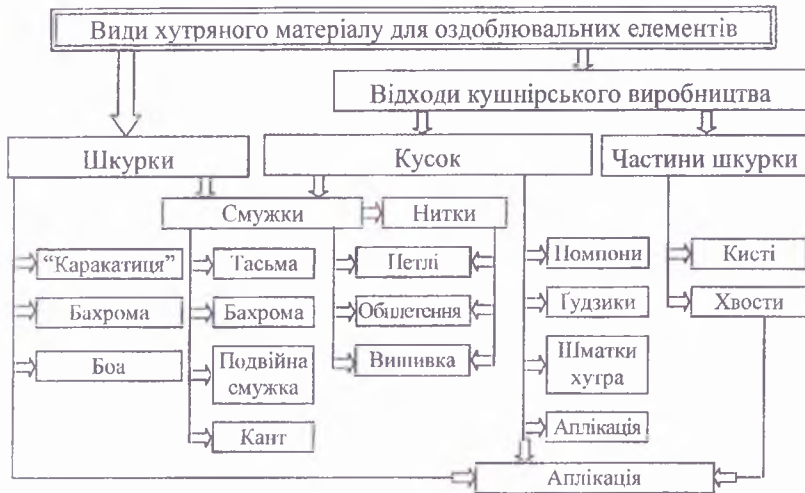 Види хутряного матеріалу для оздоблювальних елементів
Відходи кушнірського виробництва
Шкурки
Кусок
Частини шкурки
Смужки
Нитки
“Каракатиця”
Тасьма
Петлі
Помпони
Кисті
Бахрома
Бахрома
Обплетення
Ґудзики
Хвости
Боа
Подвійна
смужка
Вишивка
Шматки
хутра
Кант
Аплікація
Аплікація